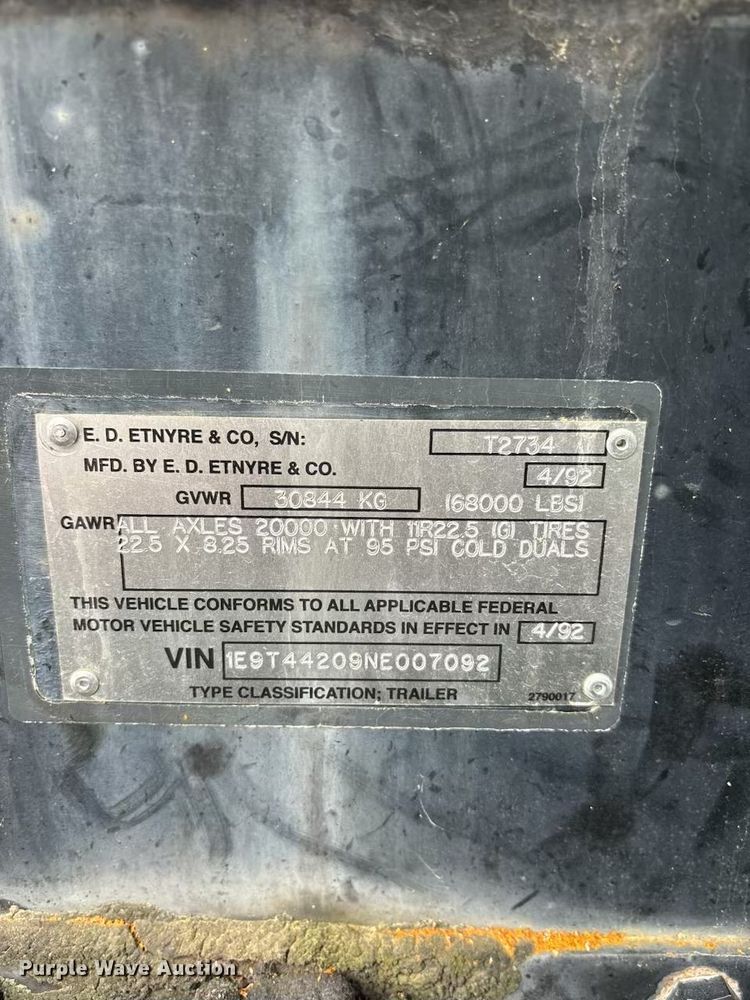 E. D. ETNYRE & CO, S/N: T2734
MFD. BY E. D. ETNYRE & CO. 4/92
GVWR 30844 KG (68000 LBS)
GAWR ALL AXLES 20000 WITH 11R22.5 (G) TIRES
22.5 X 8.25 RIMS AT 95 PSI COLD DUALS
THIS VEHICLE CONFORMS TO ALL APPLICABLE FEDERAL
MOTOR VEHICLE SAFETY STANDARDS IN EFFECT IN 4/92
VIN 1E9T44209NE007092
TYPE CLASSIFICATION; TRAILER 2790017
Purple Wave Auction